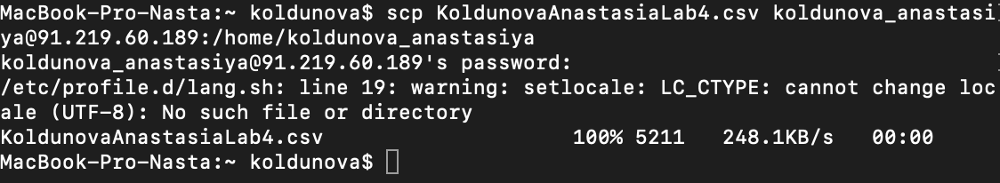 MacBook-Pro-Nasta:~ koldunova$ scp KoldunovaAnastasiaLab4.csv koldunova_anastasi
ya@91.219.60.189:/home/koldunova_anastasiya
koldunova_anastasiya@91.219.60.189's password:
/etc/profile.d/lang.sh: line 19: warning: setlocale: LC_CTYPE: cannot change loc
ale (UTF-8): No such file or directory
KoldunovaAnastasiaLab4.csv 100% 5211 248.1KB/s 00:00
MacBook-Pro-Nasta:~ koldunova$